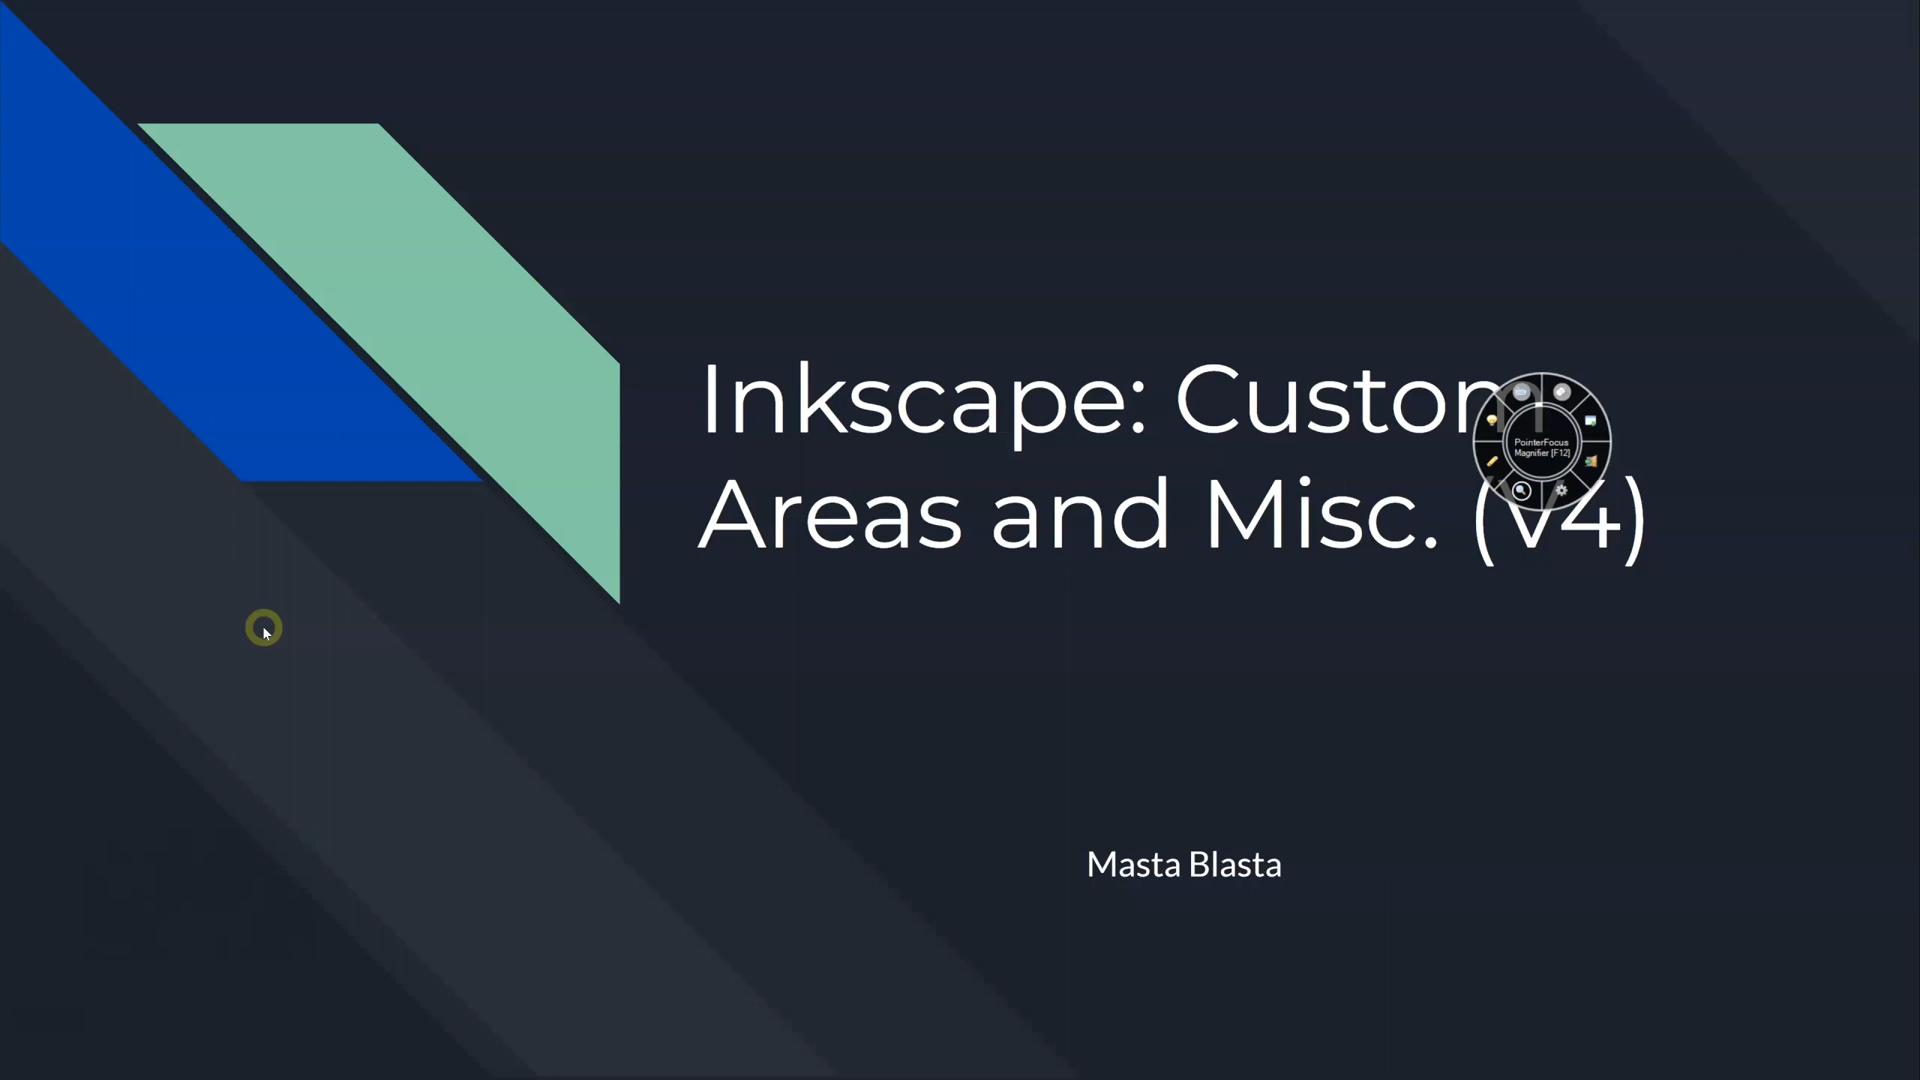 Inkscape: Custom
Areas and Misc. (V4)
PointerFocus
Magnifier [F12]
Masta Blasta